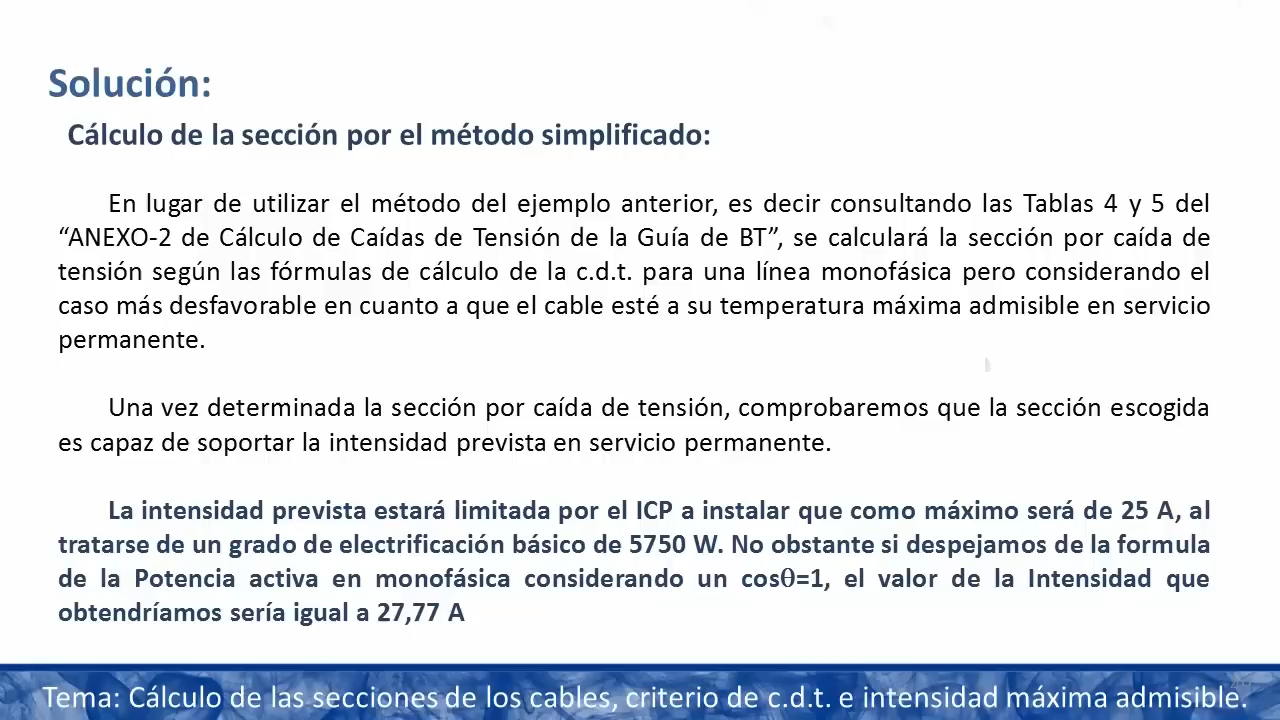 Solución:
Cálculo de la sección por el método simplificado:
En lugar de utilizar el método del ejemplo anterior, es decir consultando las Tablas 4 y 5 del
“ANEXO-2 de Cálculo de Caídas de Tensión de la Guía de BT”, se calculará la sección por caída de
tensión según las fórmulas de cálculo de la c.d.t. para una línea monofásica pero considerando el
caso más desfavorable en cuanto a que el cable esté a su temperatura máxima admisible en servicio
permanente.
Una vez determinada la sección por caída de tensión, comprobaremos que la sección escogida
es capaz de soportar la intensidad prevista en servicio permanente.
La intensidad prevista estará limitada por el ICP a instalar que como máximo será de 25 A, al
tratarse de un grado de electrificación básico de 5750 W. No obstante si despejamos de la formula
de la Potencia activa en monofásica considerando un cosθ=1, el valor de la Intensidad que
obtendríamos sería igual a 27,77 A
Tema: Cálculo de las secciones de los cables, criterio de c.d.t. e intensidad máxima admisible.